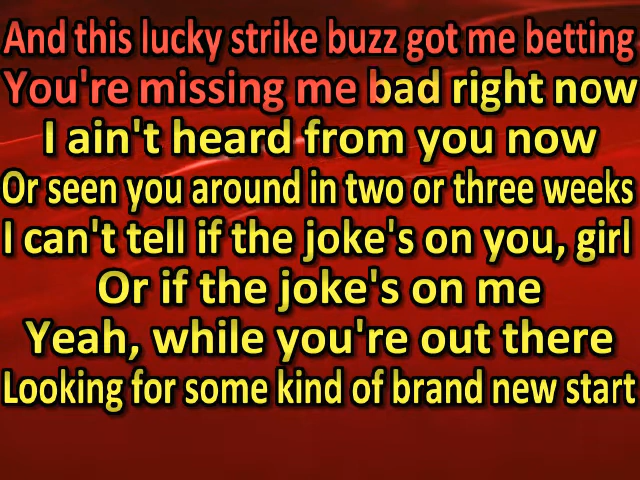 And this lucky strike buzz got me betting
You're missing me bad right now
I ain't heard from you now
Or seen you around in two or three weeks
I can't tell if the joke's on you, girl
Or if the joke's on me
Yeah, while you're out there
Looking for some kind of brand new start